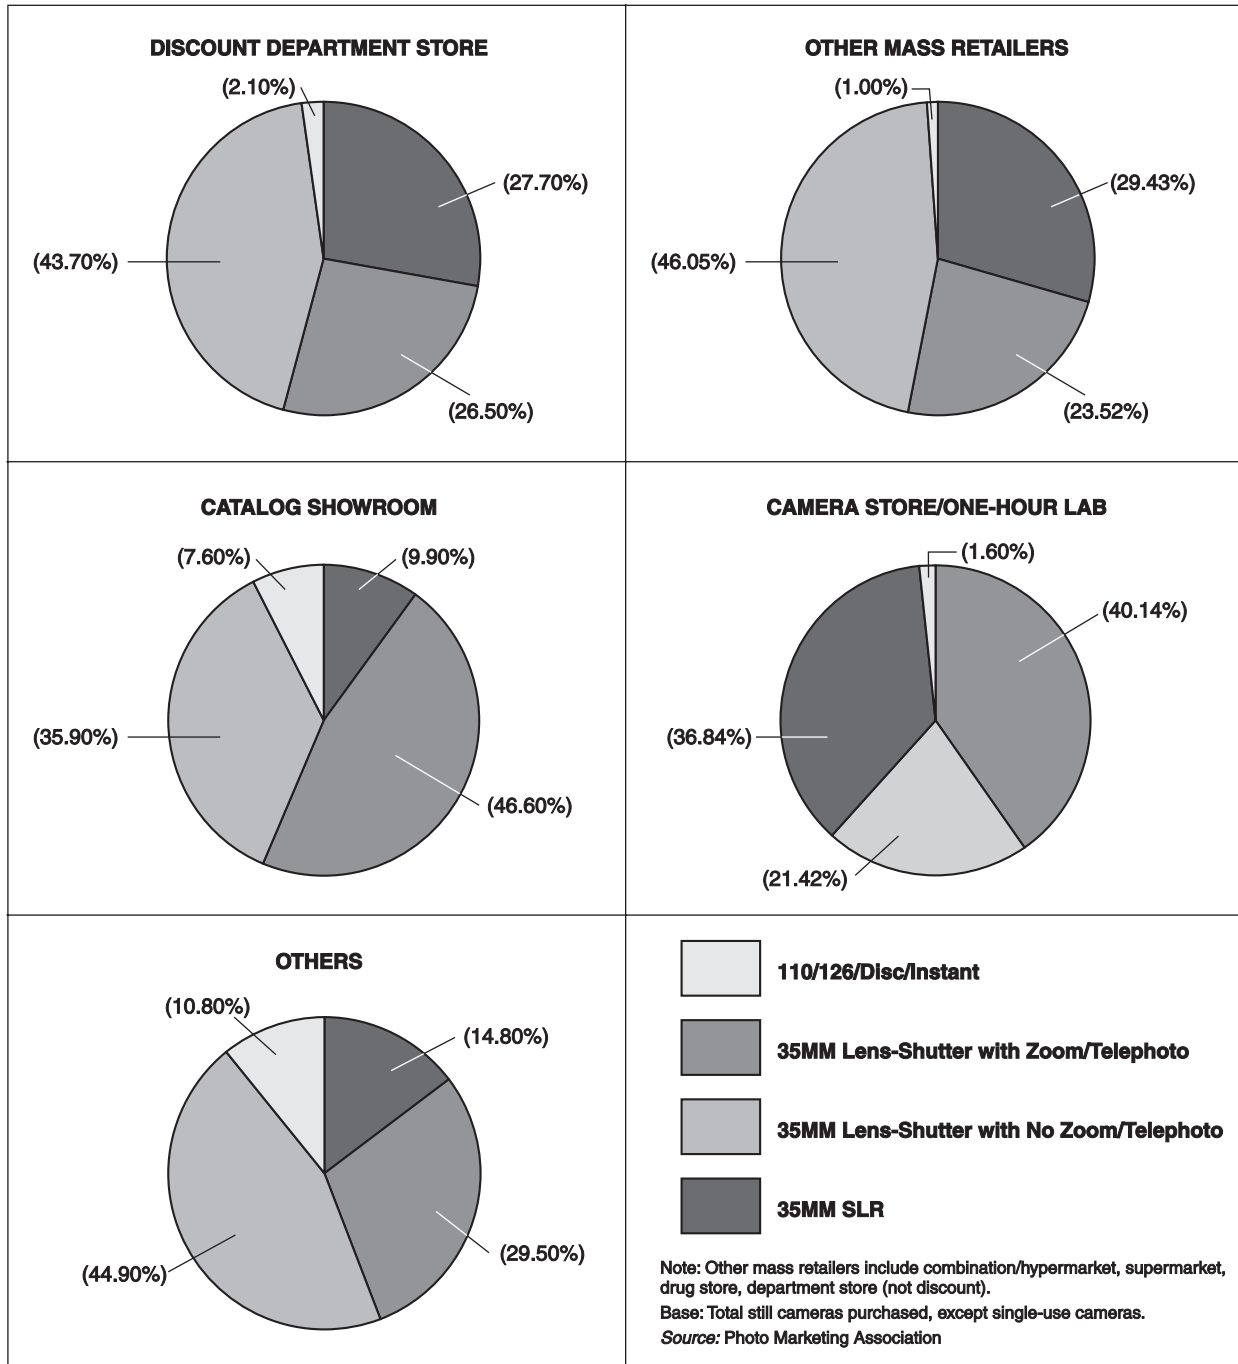 DISCOUNT DEPARTMENT STORE
(2.10%)
(27.70%)
(43.70%)
(26.50%)
OTHER MASS RETAILERS
(1.00%)
(29.43%)
(46.05%)
(23.52%)
CATALOG SHOWROOM
(7.60%)
(9.90%)
(35.90%)
(46.60%)
CAMERA STORE/ONE-HOUR LAB
(1.60%)
(40.14%)
(36.84%)
(21.42%)
OTHERS
(10.80%)
(14.80%)
(29.50%)
(44.90%)
110/126/Disc/Instant
35MM Lens-Shutter with Zoom/Telephoto
35MM Lens-Shutter with No Zoom/Telephoto
35MM SLR
Note: Other mass retailers include combination/hypermarket, supermarket,
drug store, department store (not discount).
Base: Total still cameras purchased, except single-use cameras.
Source: Photo Marketing Association